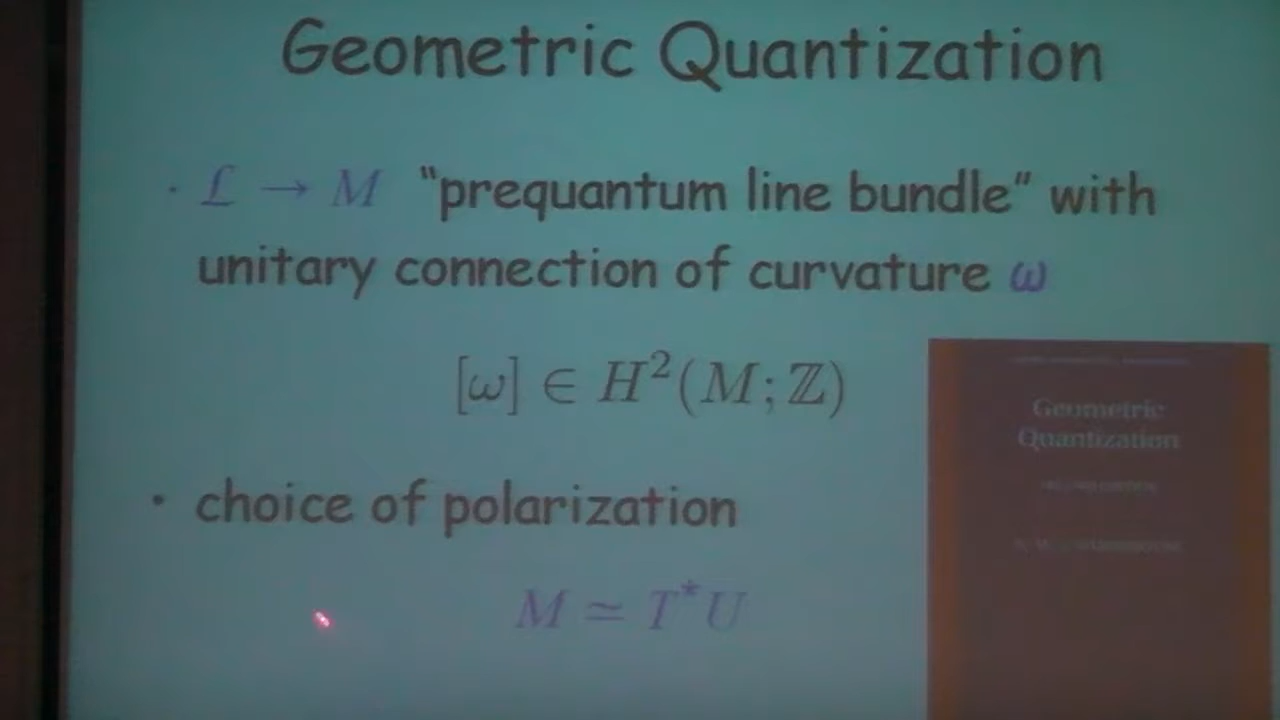 Geometric Quantization
· ℒ → M "prequantum line bundle" with
unitary connection of curvature ω
[ω] ∈ H²(M; ℤ)
· choice of polarization
M ≃ T*U
Geometric
Quantization